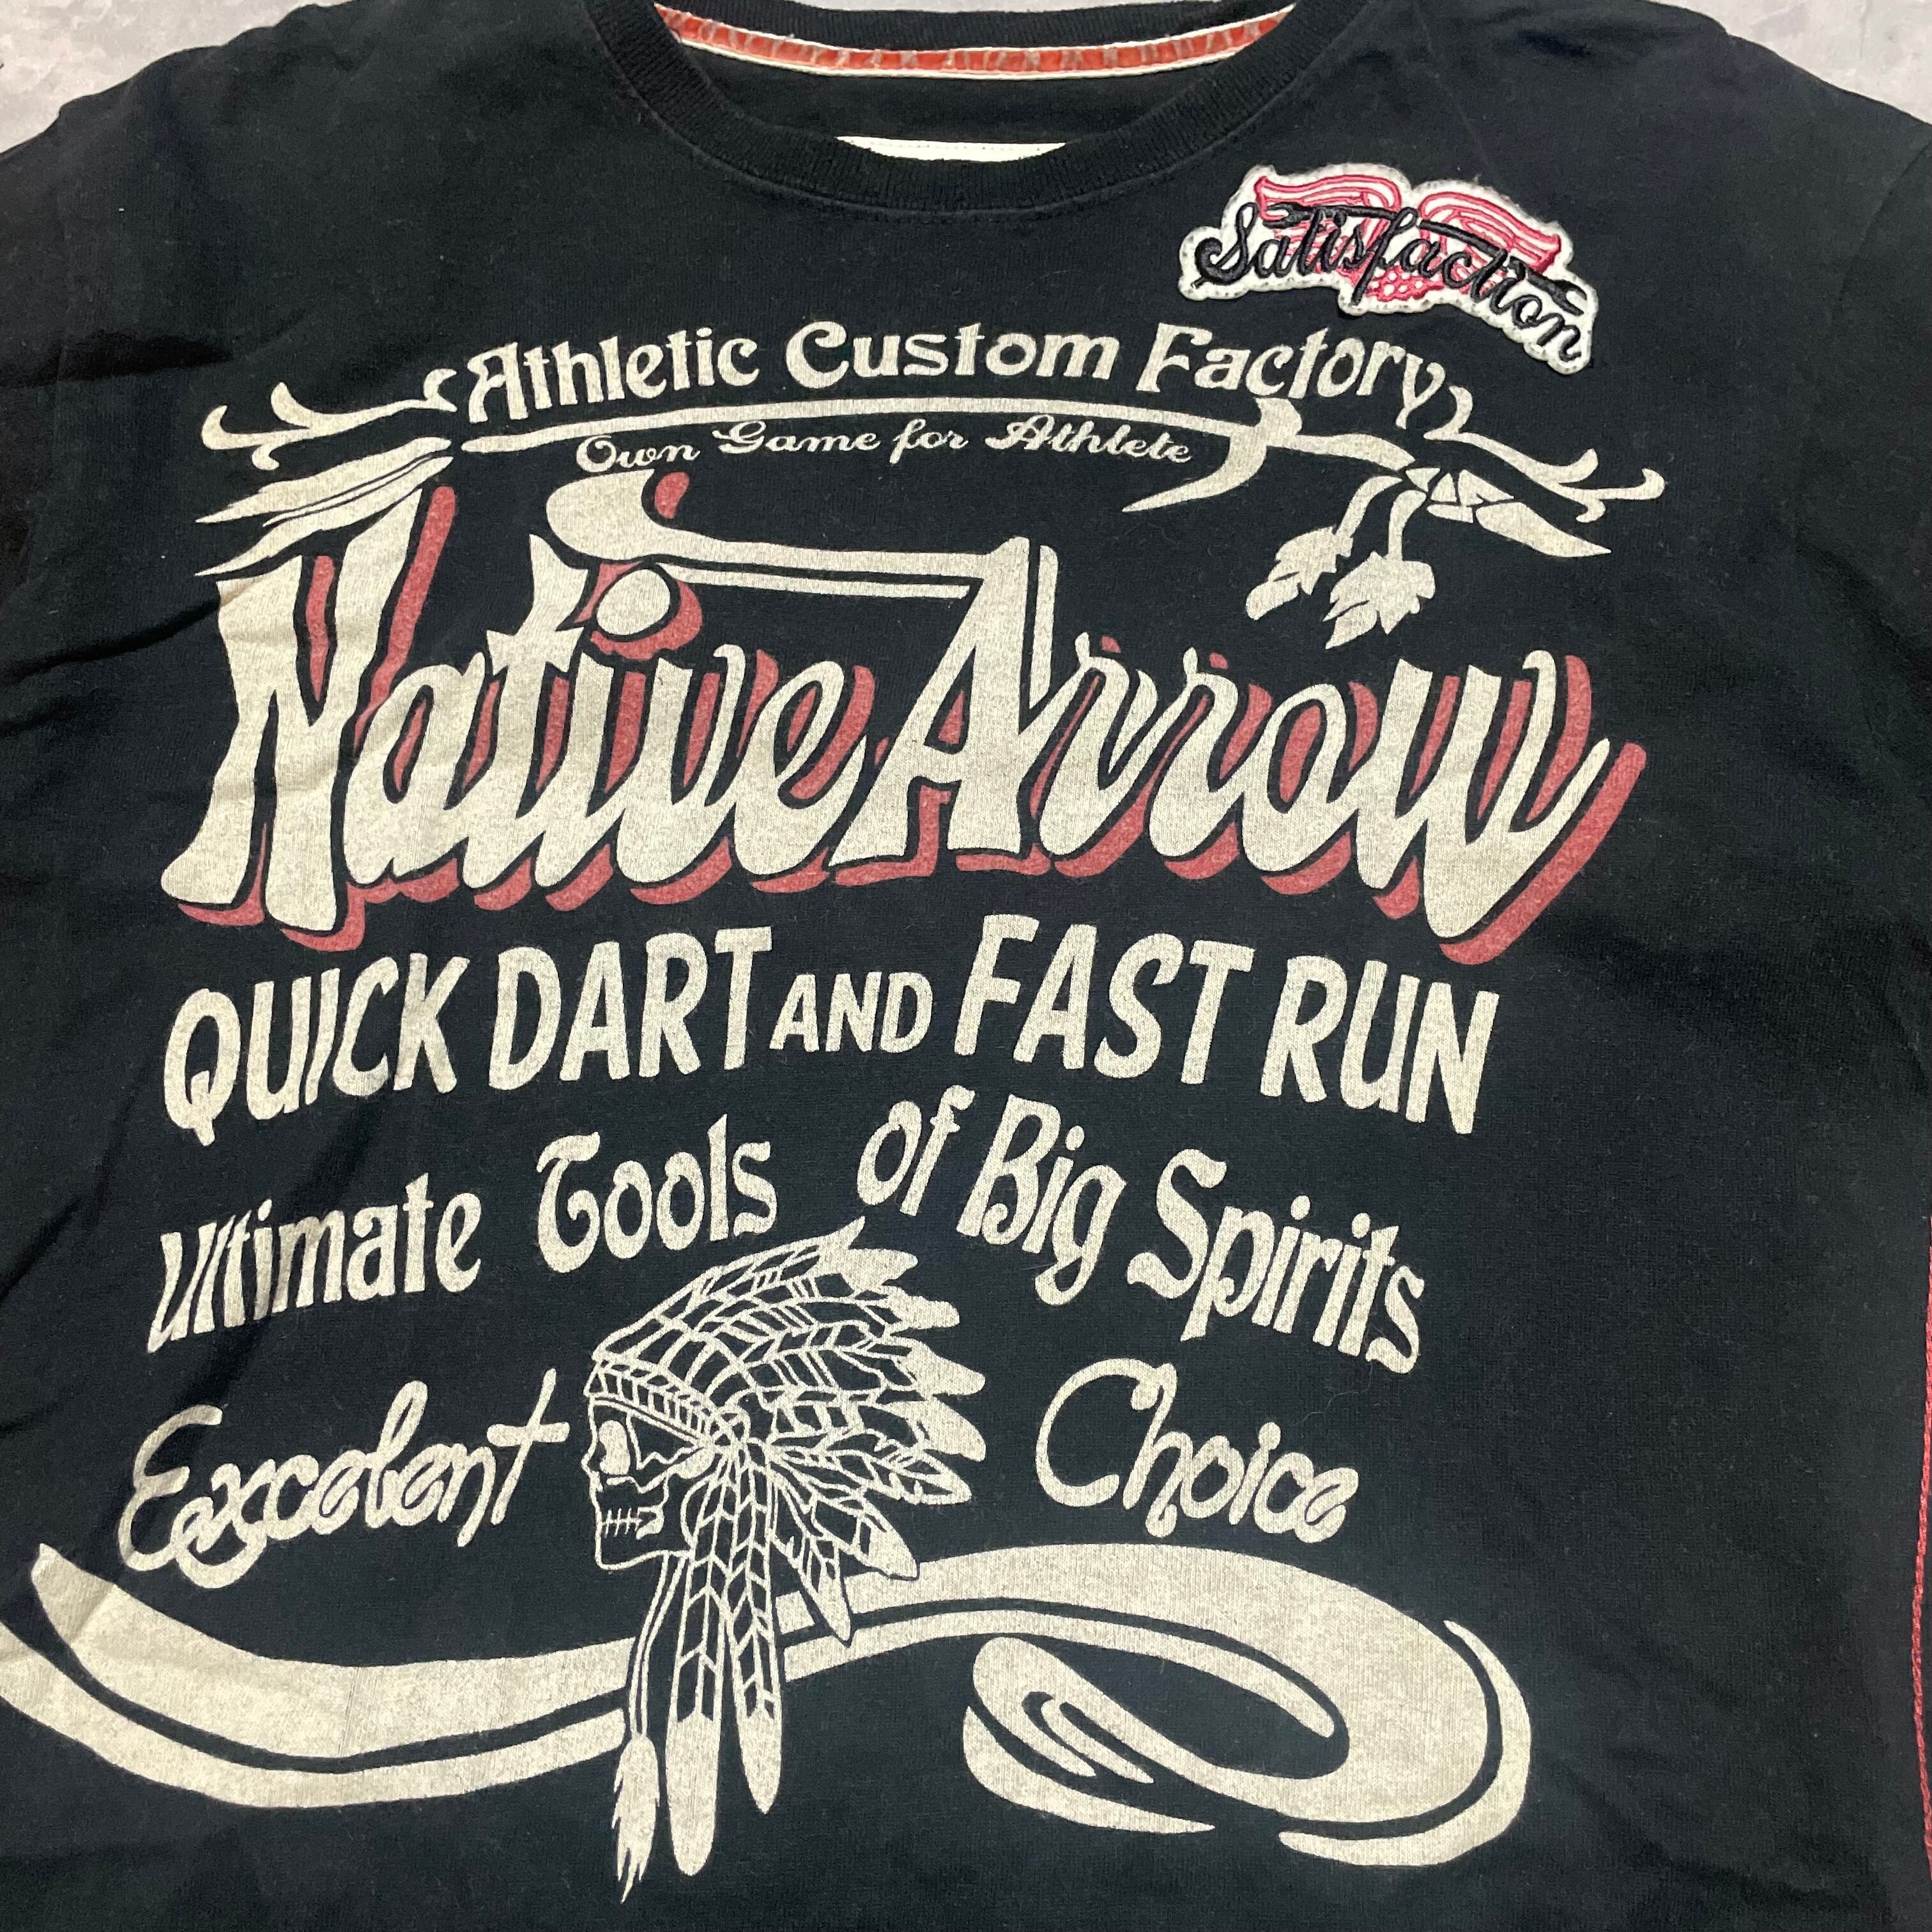 Satisfaction
Athletic Custom Factory
Own Game for Athlete
Native Arrow
QUICK DART AND FAST RUN
Ultimate Tools of Big Spirits
Excelent Choice